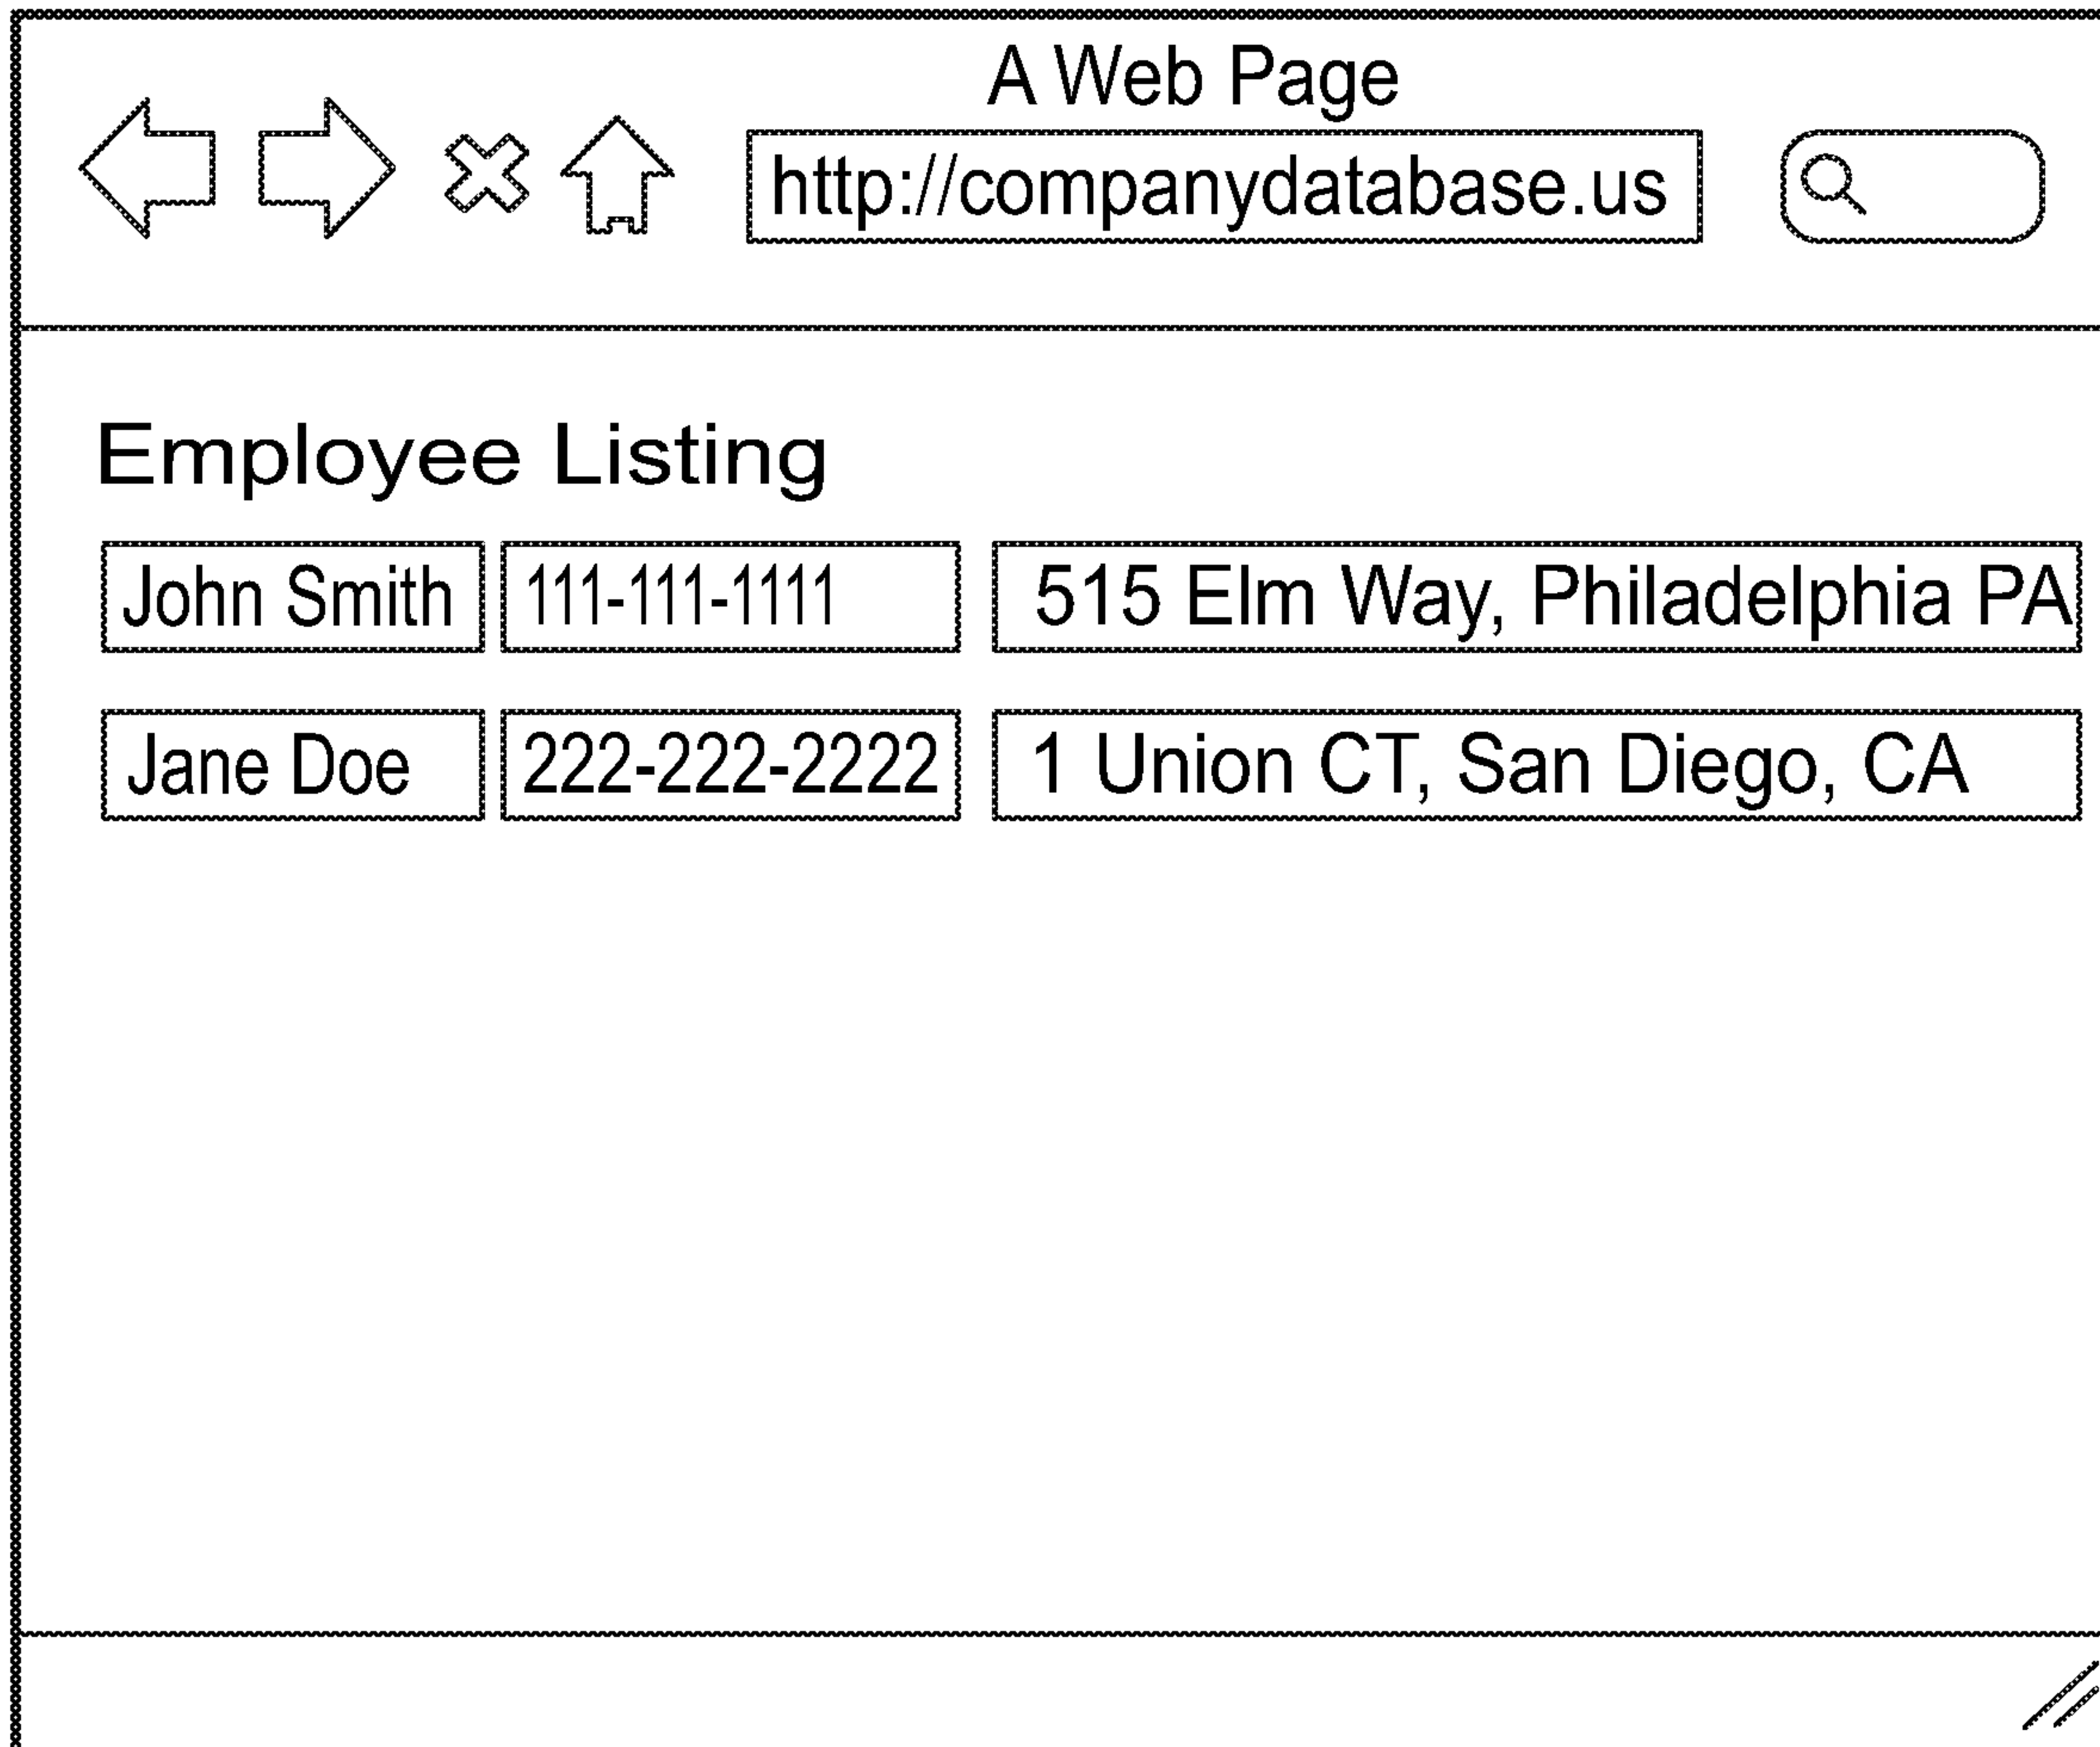 A Web Page
http://companydatabase.us
Employee Listing
John Smith 111-111-1111 515 Elm Way, Philadelphia PA
Jane Doe 222-222-2222 1 Union CT, San Diego, CA